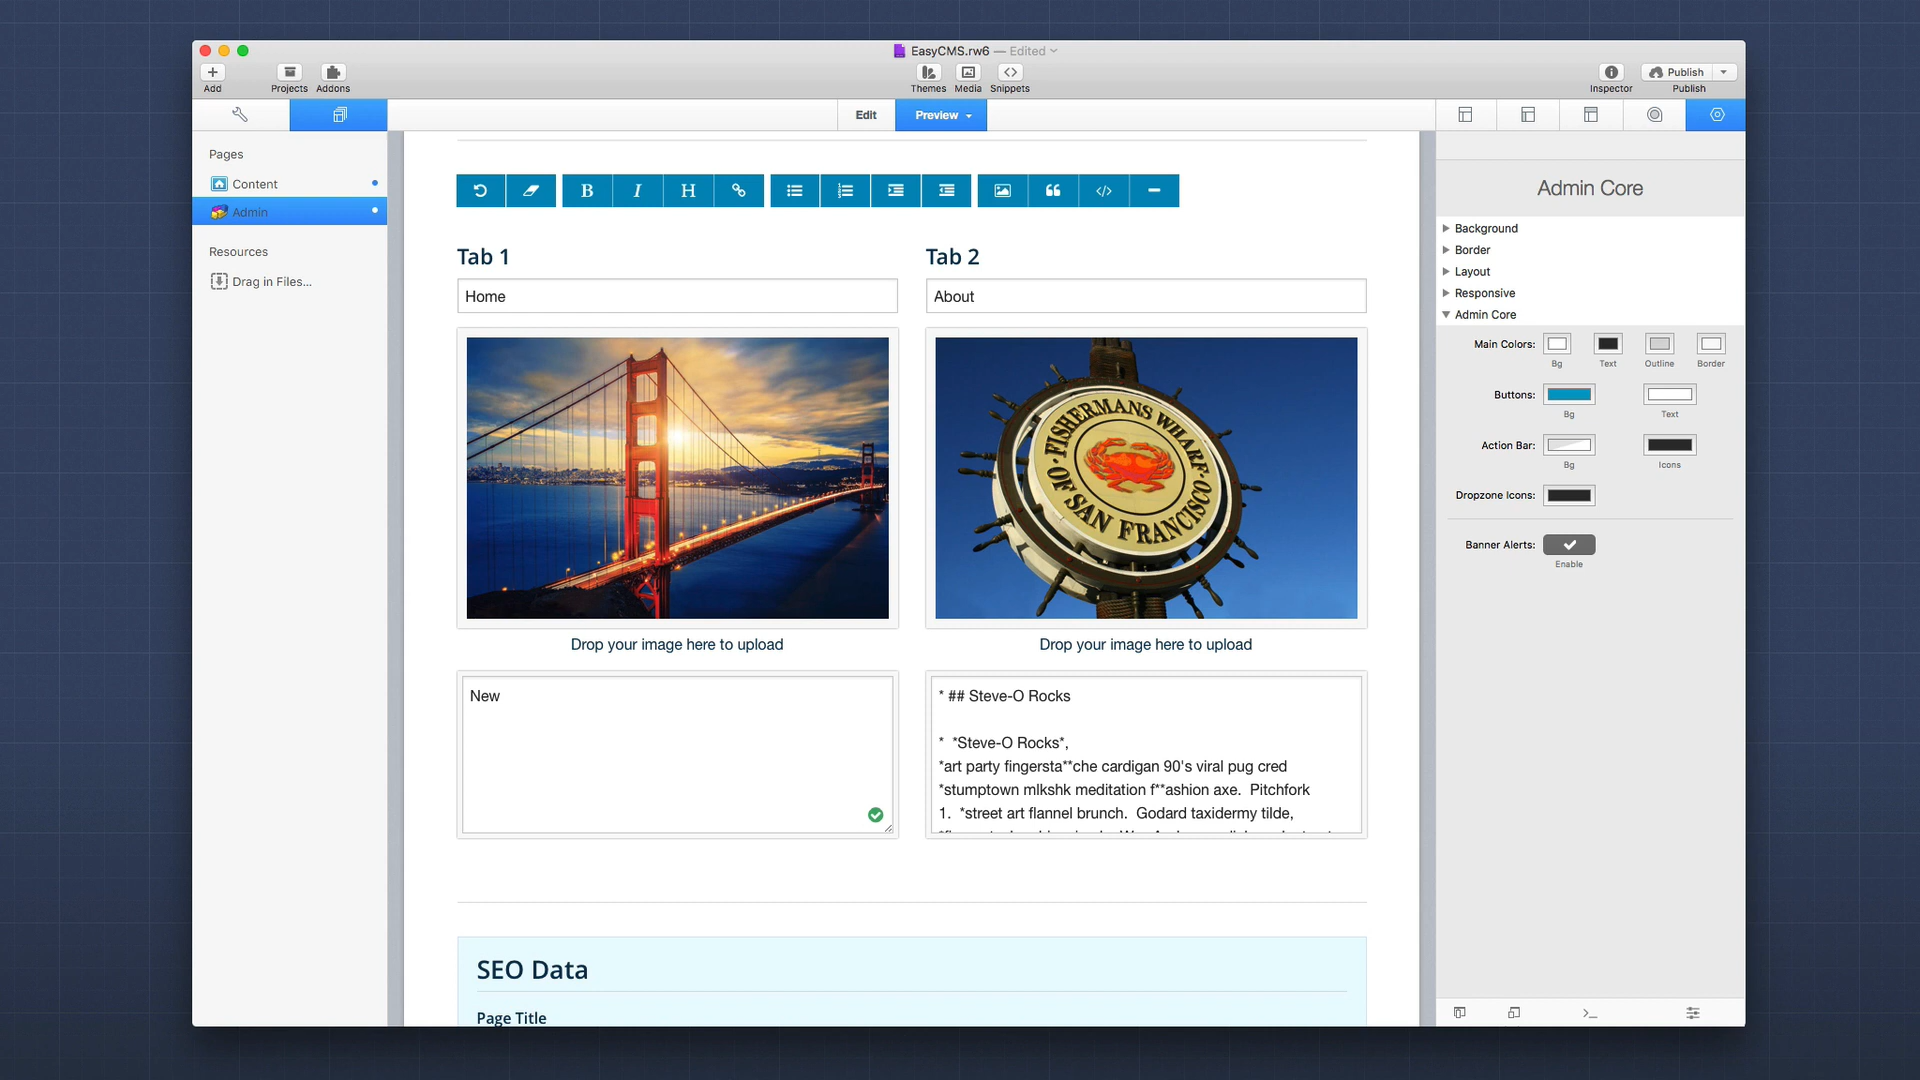 EasyCMS.rw6 — Edited
Add
Projects
Addons
Themes
Media
Snippets
Inspector
Publish
Publish
Edit
Preview
Pages
Content
Admin
Resources
Drag in Files...
B I H
Tab 1
Home
Drop your image here to upload
New
Tab 2
About
FISHERMANS WHARF
OF SAN FRANCISCO
Drop your image here to upload
* ## Steve-O Rocks
*  *Steve-O Rocks*,
*art party fingersta**che cardigan 90's viral pug cred
*stumptown mlkshk meditation f**ashion axe.  Pitchfork
1.  *street art flannel brunch.  Godard taxidermy tilde,
SEO Data
Page Title
Admin Core
Background
Border
Layout
Responsive
Admin Core
Main Colors:
Bg
Text
Outline
Border
Buttons:
Bg
Text
Action Bar:
Bg
Icons
Dropzone Icons:
Banner Alerts:
Enable